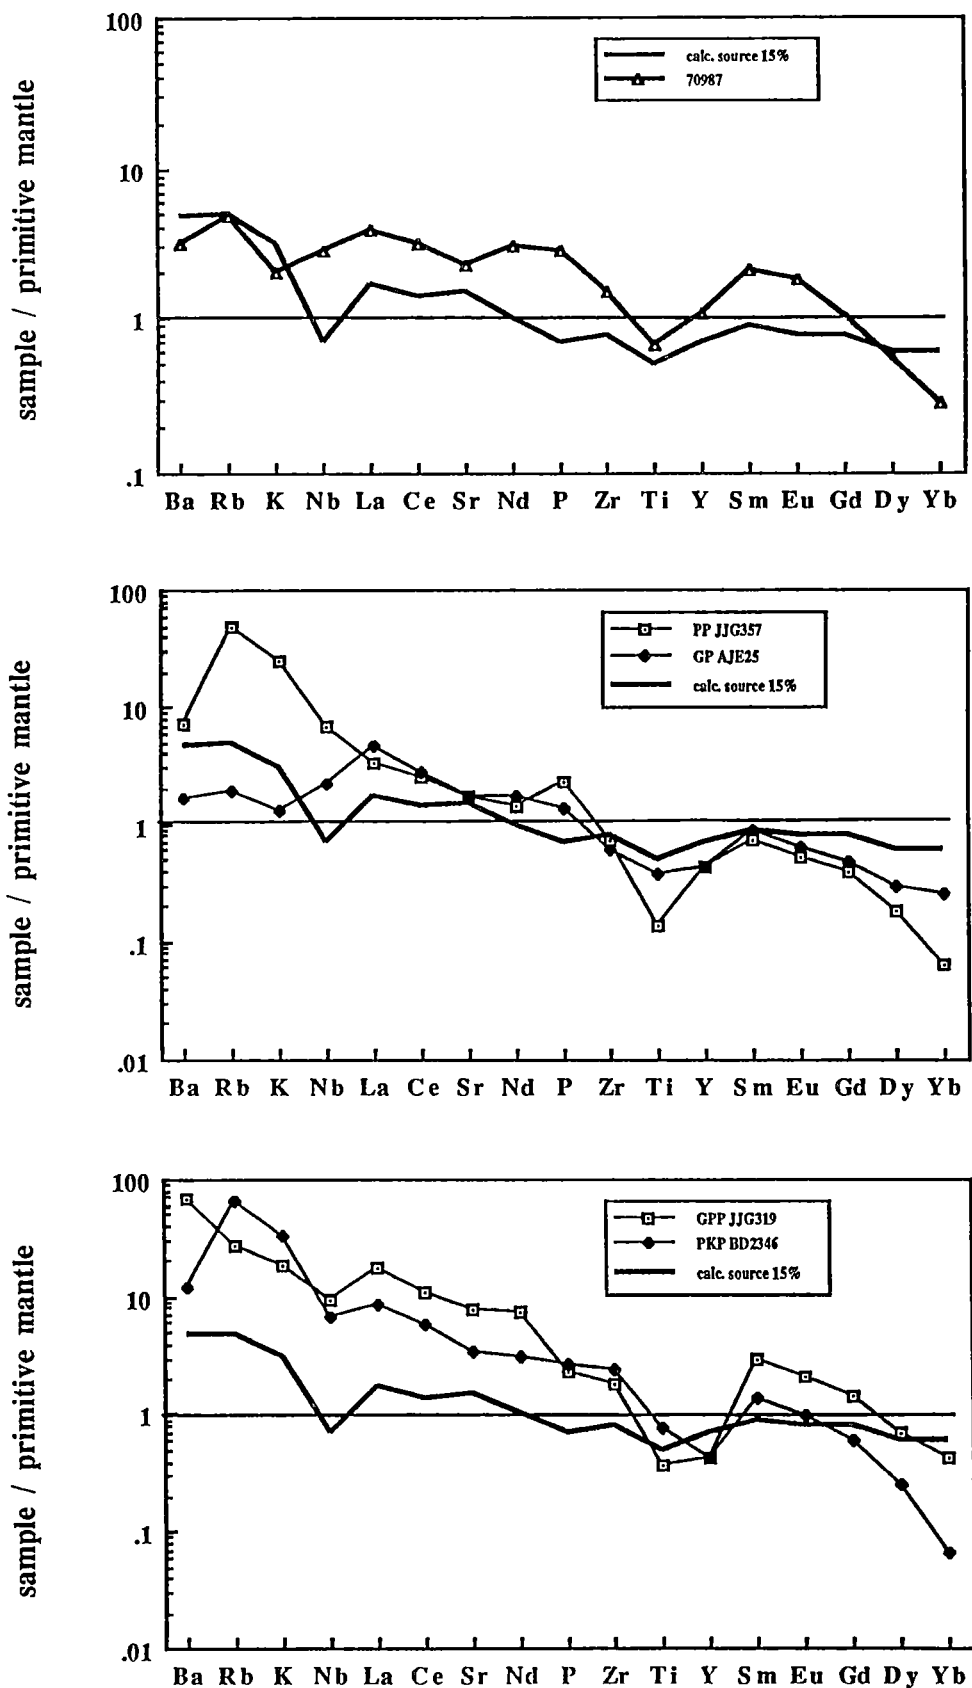 100
calc. source 15%
70987
10
1
.1
sample / primitive mantle
Ba Rb K Nb La Ce Sr Nd P Zr Ti Y Sm Eu Gd Dy Yb
100
PP JJG357
GP AJE25
calc. source 15%
10
1
.1
.01
sample / primitive mantle
Ba Rb K Nb La Ce Sr Nd P Zr Ti Y Sm Eu Gd Dy Yb
100
GPP JJG319
PKP BD2346
calc. source 15%
10
1
.1
.01
sample / primitive mantle
Ba Rb K Nb La Ce Sr Nd P Zr Ti Y Sm Eu Gd Dy Yb